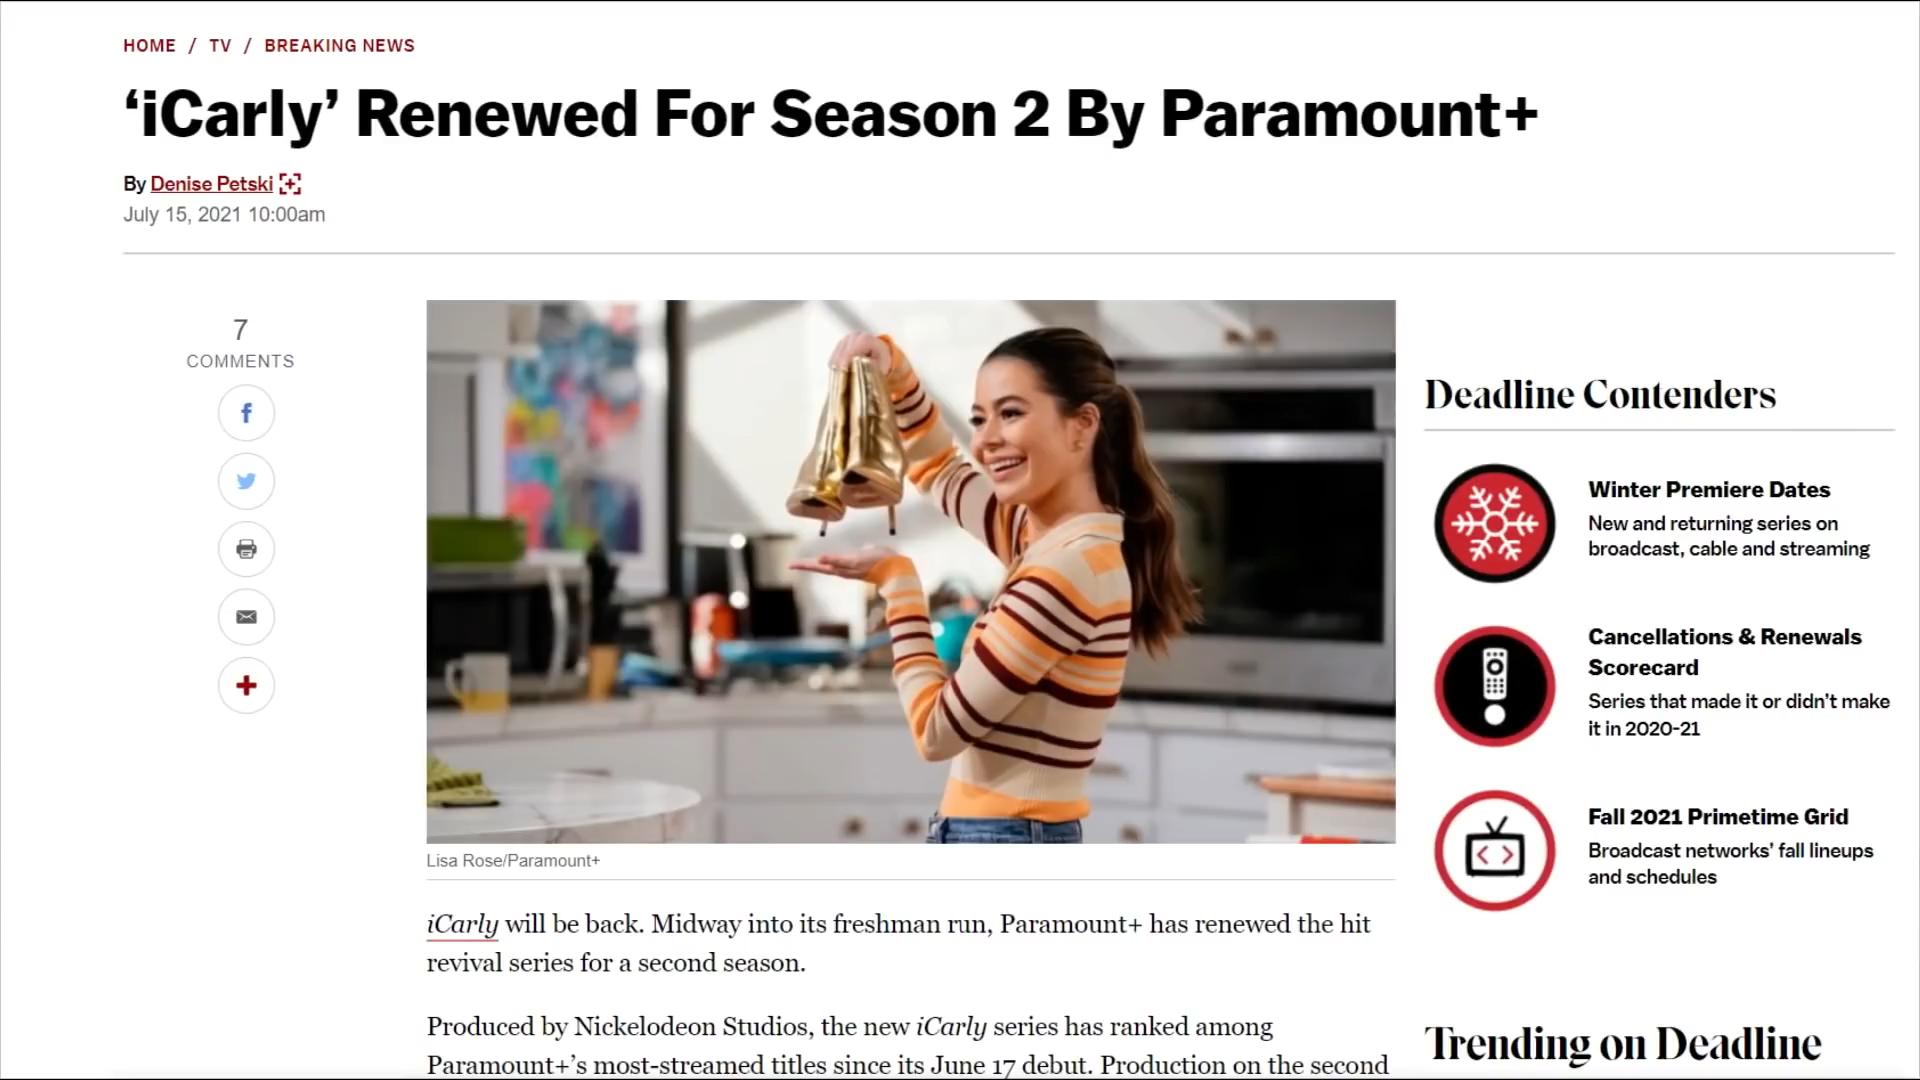 HOME / TV / BREAKING NEWS
‘iCarly’ Renewed For Season 2 By Paramount+
By Denise Petski
July 15, 2021 10:00am
7
COMMENTS
Lisa Rose/Paramount+
iCarly will be back. Midway into its freshman run, Paramount+ has renewed the hit
revival series for a second season.
Produced by Nickelodeon Studios, the new iCarly series has ranked among
Paramount+’s most-streamed titles since its June 17 debut. Production on the second
Deadline Contenders
Winter Premiere Dates
New and returning series on
broadcast, cable and streaming
Cancellations & Renewals
Scorecard
Series that made it or didn’t make
it in 2020-21
Fall 2021 Primetime Grid
Broadcast networks’ fall lineups
and schedules
Trending on Deadline